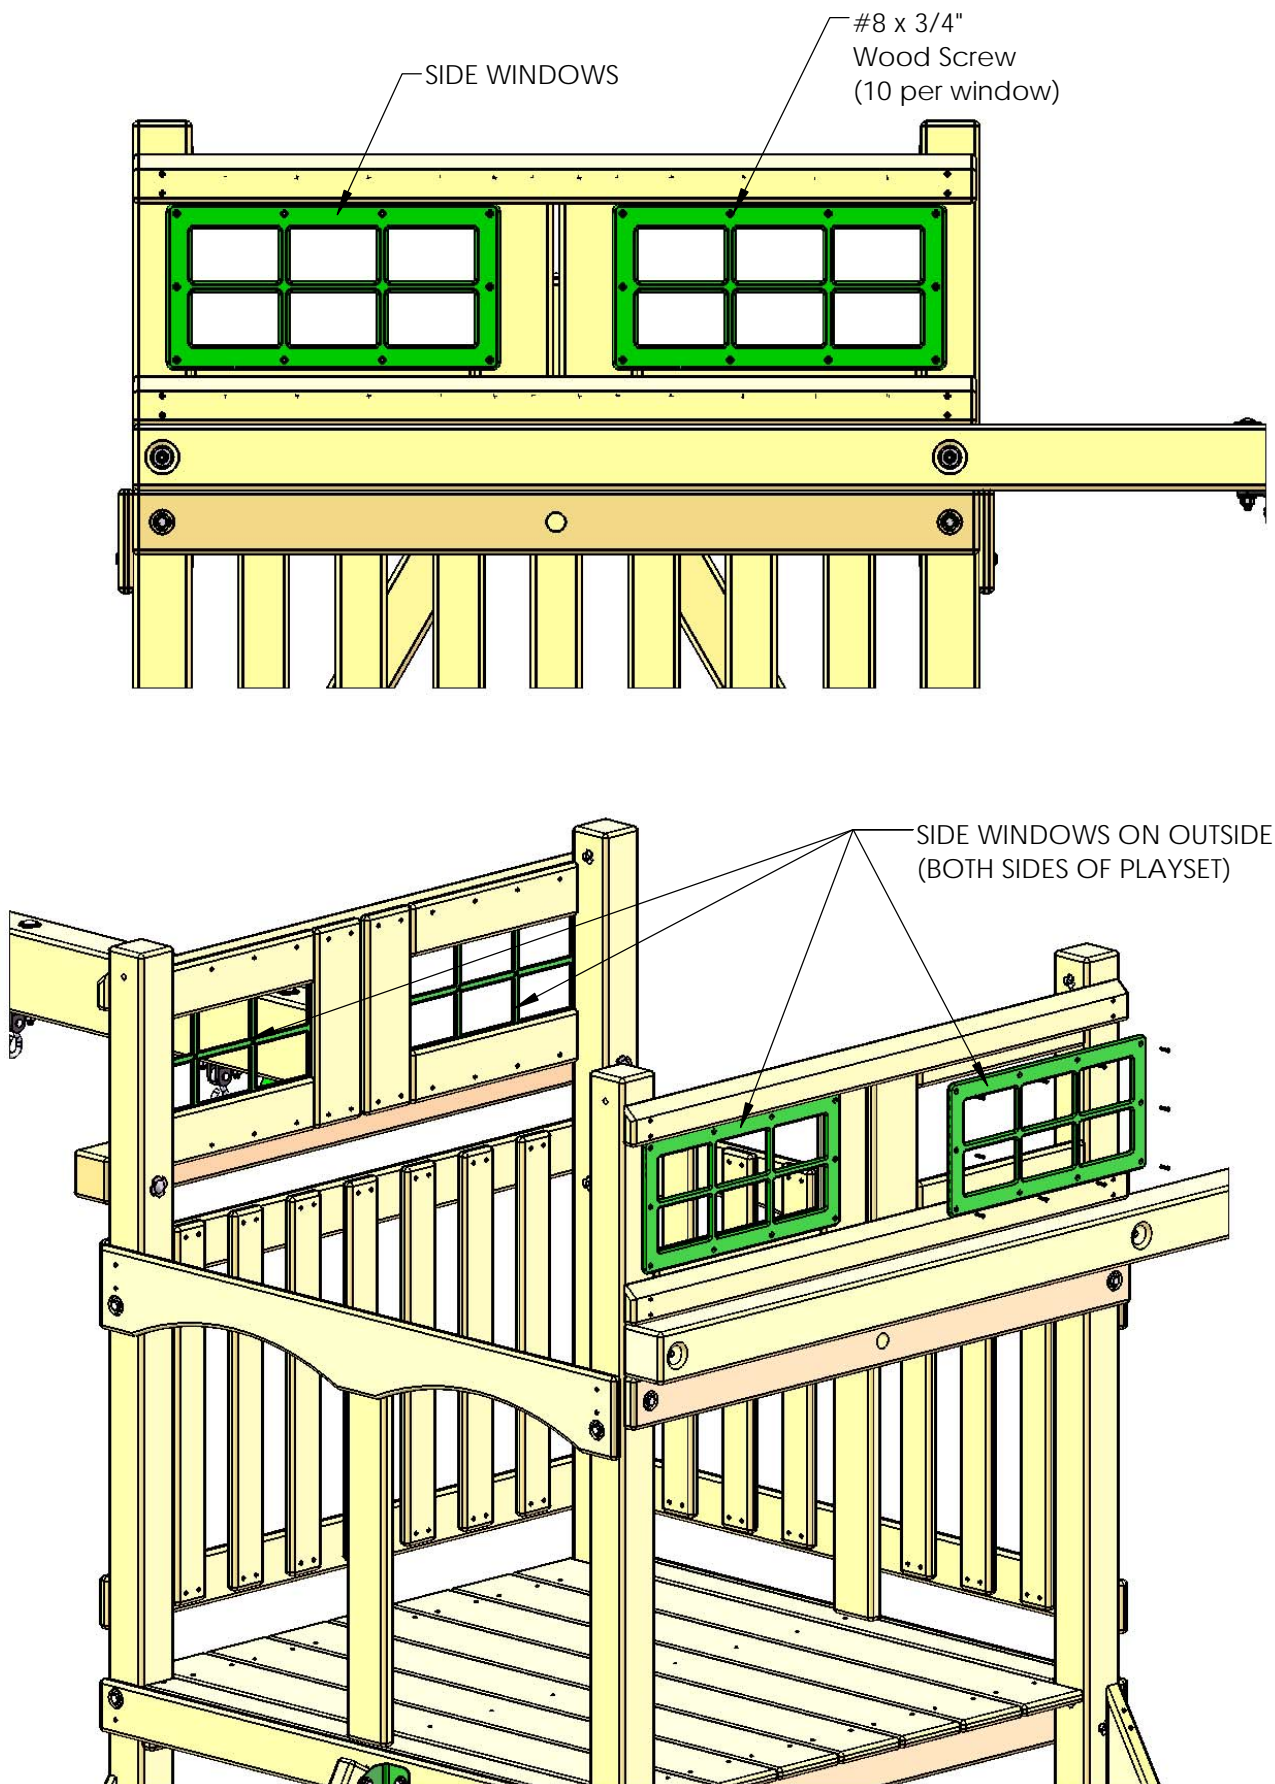 #8 x 3/4"
Wood Screw
(10 per window)
SIDE WINDOWS
SIDE WINDOWS ON OUTSIDE
(BOTH SIDES OF PLAYSET)